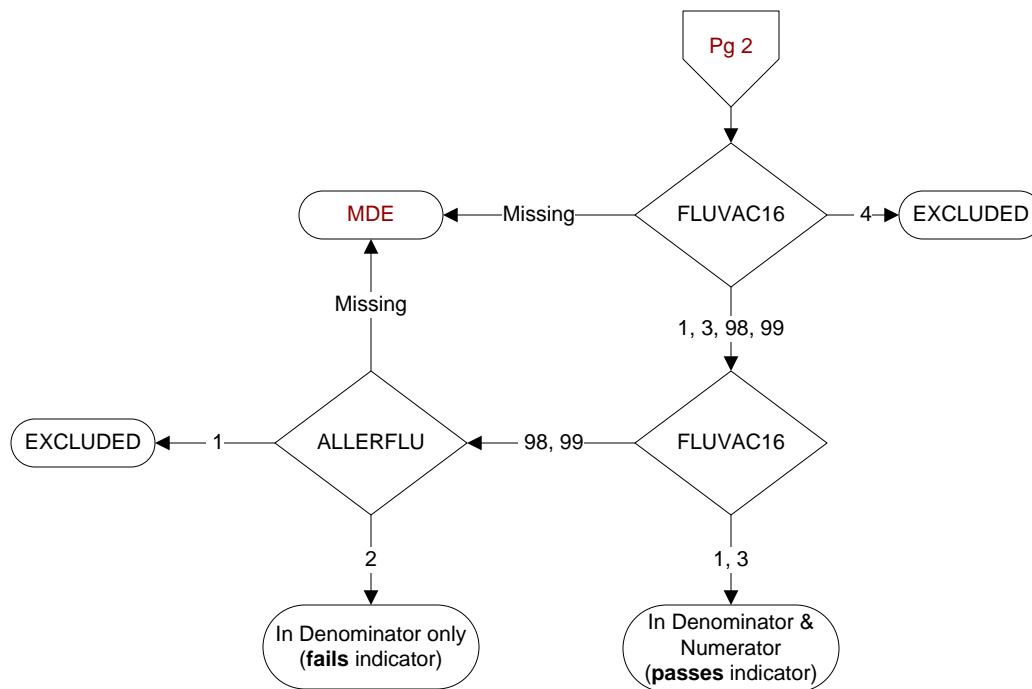 Pg 2
MDE
Missing
FLUVAC16
4
EXCLUDED
Missing
1, 3, 98, 99
EXCLUDED
1
ALLERFLU
98, 99
FLUVAC16
2
1, 3
In Denominator only
(fails indicator)
In Denominator &
Numerator
(passes indicator)